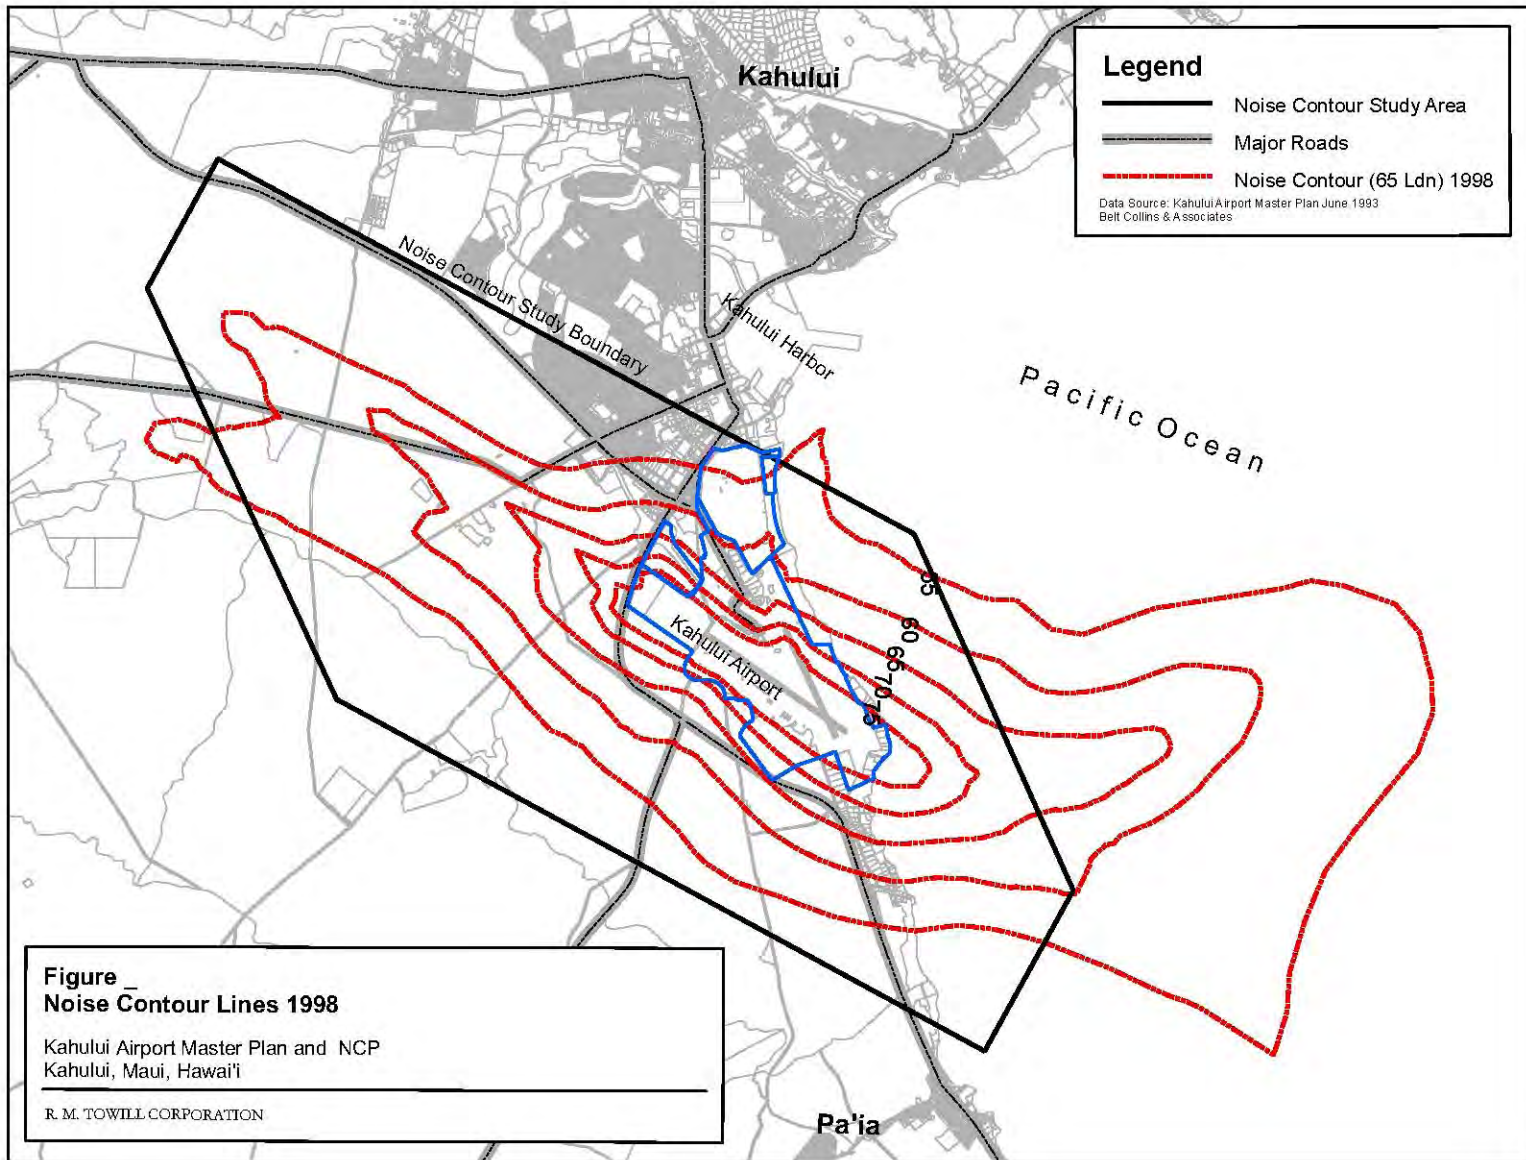 Kahului
Legend
Noise Contour Study Area
Major Roads
Noise Contour (65 Ldn) 1998
Data Source: Kahului Airport Master Plan June 1993
Belt Collins & Associates
Noise Contour Study Boundary
Kahului Harbor
Pacific Ocean
55
60
65
70
75
Kahului Airport
Figure _
Noise Contour Lines 1998
Kahului Airport Master Plan and NCP
Kahului, Maui, Hawai'i
R. M. TOWILL CORPORATION
Pa'ia